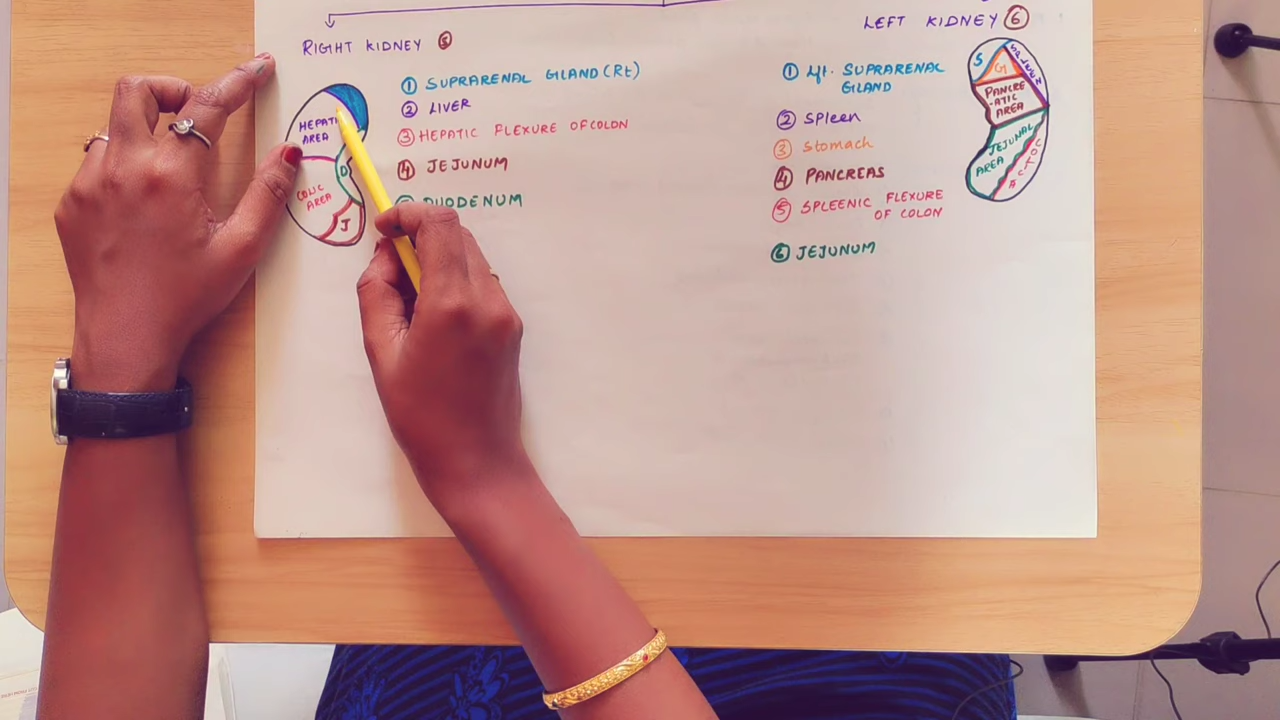 RIGHT KIDNEY 5
1 SUPRARENAL GLAND (Rt)
2 LIVER
3 HEPATIC FLEXURE OF COLON
4 JEJUNUM
DUODENUM
AREA
COLIC
AREA
D
J
LEFT KIDNEY 6
1 Lft. SUPRARENAL
GLAND
2 Spleen
3 Stomach
4 PANCREAS
5 SPLEENIC FLEXURE
OF COLON
6 JEJUNUM
S
G
PANCRE
-ATIC
AREA
JEJUNAL
AREA